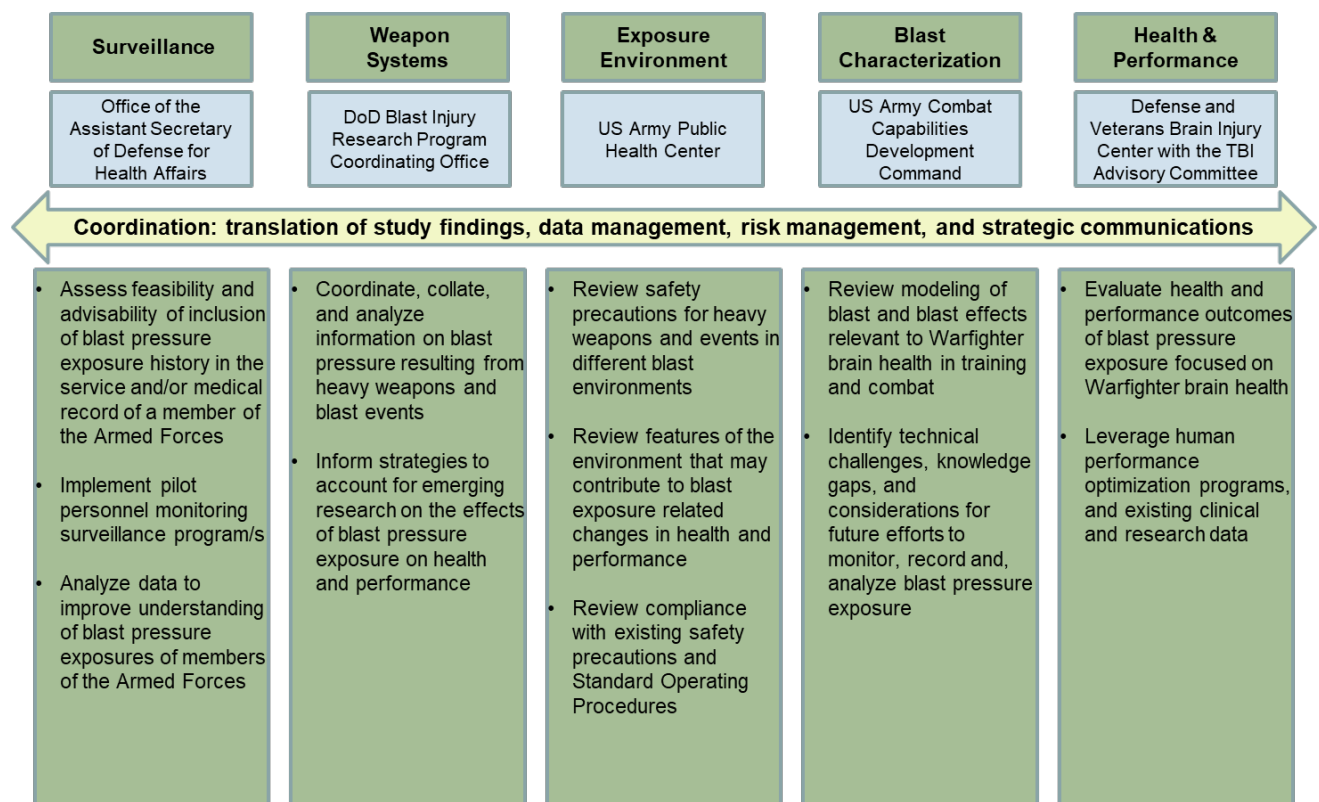 Surveillance
Weapon
Systems
Exposure
Environment
Blast
Characterization
Health &
Performance
Office of the
Assistant Secretary
of Defense for
Health Affairs
DoD Blast Injury
Research Program
Coordinating Office
US Army Public
Health Center
US Army Combat
Capabilities
Development
Command
Defense and
Veterans Brain Injury
Center with the TBI
Advisory Committee
Coordination: translation of study findings, data management, risk management, and strategic communications
• Assess feasibility and
advisability of inclusion
of blast pressure
exposure history in the
service and/or medical
record of a member of
the Armed Forces
• Implement pilot
personnel monitoring
surveillance program/s
• Analyze data to
improve understanding
of blast pressure
exposures of members
of the Armed Forces
• Coordinate, collate,
and analyze
information on blast
pressure resulting from
heavy weapons and
blast events
• Inform strategies to
account for emerging
research on the effects
of blast pressure
exposure on health
and performance
• Review safety
precautions for heavy
weapons and events in
different blast
environments
• Review features of the
environment that may
contribute to blast
exposure related
changes in health and
performance
• Review compliance
with existing safety
precautions and
Standard Operating
Procedures
• Review modeling of
blast and blast effects
relevant to Warfighter
brain health in training
and combat
• Identify technical
challenges, knowledge
gaps, and
considerations for
future efforts to
monitor, record and,
analyze blast pressure
exposure
• Evaluate health and
performance outcomes
of blast pressure
exposure focused on
Warfighter brain health
• Leverage human
performance
optimization programs,
and existing clinical
and research data